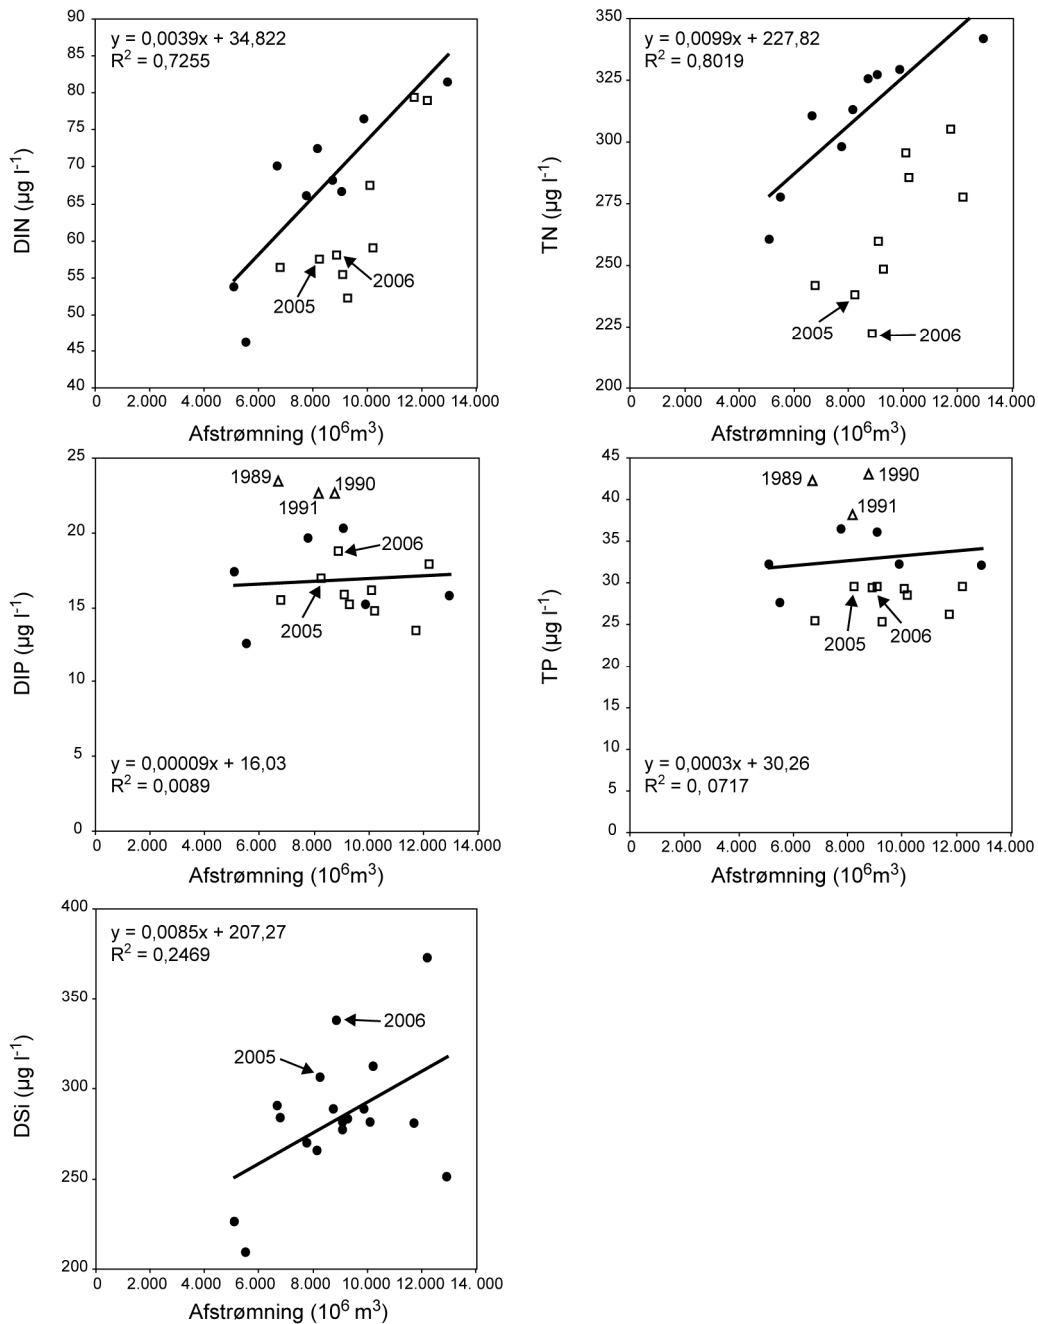 y = 0,0039x + 34,822
R² = 0,7255
90
85
80
75
70
65
60
55
50
45
40
DIN (µg l⁻¹)
2005
2006
0 2.000 4.000 6.000 8.000 10.000 12.000 14.000
Afstrømning (10⁶m³)
y = 0,0099x + 227,82
R² = 0,8019
350
325
300
275
250
225
200
TN (µg l⁻¹)
2005
2006
0 2.000 4.000 6.000 8.000 10.000 12.000 14.000
Afstrømning (10⁶m³)
25
20
15
10
5
0
DIP (µg l⁻¹)
1989
1990
1991
2006
2005
y = 0,00009x + 16,03
R² = 0,0089
0 2.000 4.000 6.000 8.000 10.000 12.000 14.000
Afstrømning (10⁶m³)
45
40
35
30
25
20
15
10
5
0
TP (µg l⁻¹)
1989
1990
1991
2005
2006
y = 0,0003x + 30,26
R² = 0, 0717
0 2.000 4.000 6.000 8.000 10.000 12.000 14.000
Afstrømning (10⁶m³)
400
350
300
250
200
DSi (µg l⁻¹)
y = 0,0085x + 207,27
R² = 0,2469
2006
2005
0 2.000 4.000 6.000 8.000 10.000 12.000 14. 000
Afstrømning (10⁶ m³)